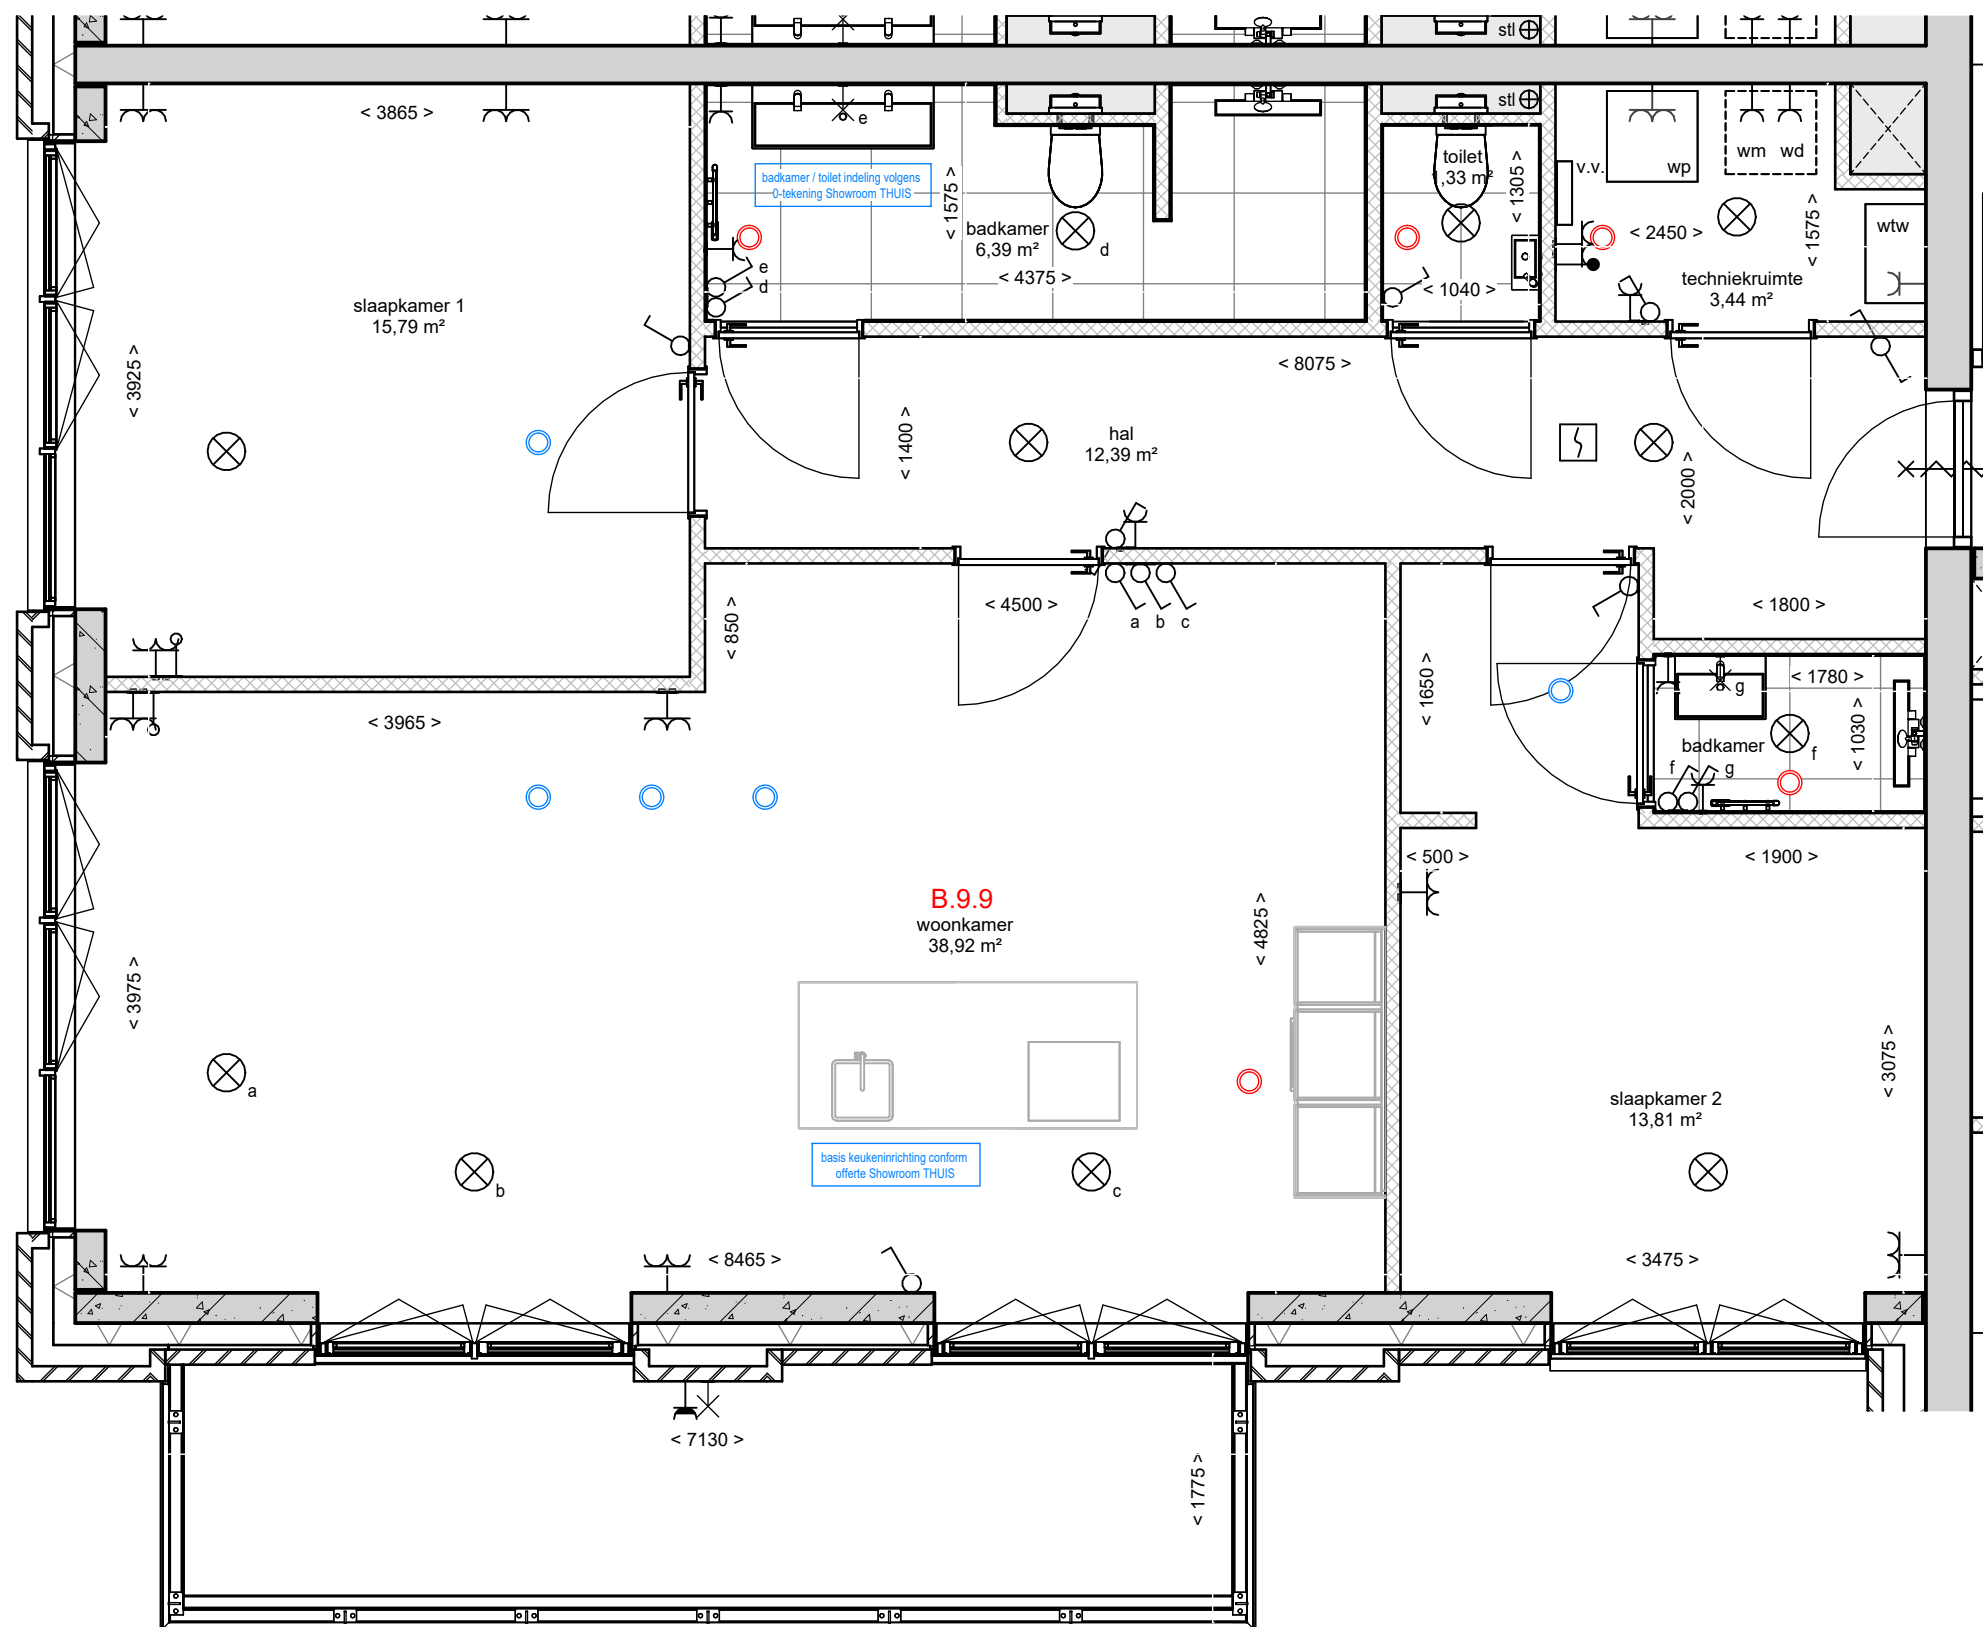 stl
< 3865 >
e
stl
toilet
1,33 m²
< 1305 >
v.v.
wp
wm
wd
badkamer / toilet indeling volgens
0-tekening Showroom THUIS
< 1575 >
badkamer
6,39 m²
d
< 4375 >
e
d
< 1040 >
< 2450 >
< 1575 >
wtw
techniekruimte
3,44 m²
slaapkamer 1
15,79 m²
< 3925 >
< 8075 >
< 1400 >
hal
12,39 m²
< 2000 >
< 850 >
< 4500 >
a
b
c
< 1800 >
< 3965 >
< 1650 >
g
< 1780 >
< 1030 >
badkamer
f
f
g
< 500 >
< 1900 >
B.9.9
woonkamer
38,92 m²
< 4825 >
< 3975 >
a
< 3075 >
slaapkamer 2
13,81 m²
basis keukeninrichting conform
offerte Showroom THUIS
b
c
< 8465 >
< 3475 >
< 7130 >
< 1775 >